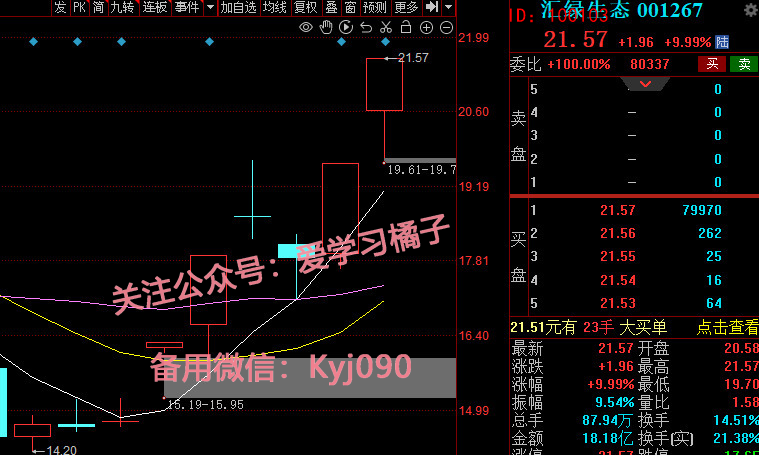 发 PK 简 九转 连板 事件 加自选 均线 复权 叠 窗 预测 更多
汇绿生态 001267
21.57 +1.96 +9.99% 陆
委比 +100.00% 80337 买 卖
21.99
20.60
19.19
17.81
16.40
14.99
21.57
19.61-19.7
15.19-15.95
14.20
关注公众号：爱学习橘子
备用微信：Kyj090
卖盘
5 — 0
4 — 0
3 — 0
2 — 0
1 — 0
买盘
1 21.57 79970
2 21.56 262
3 21.55 25
4 21.54 16
5 21.53 64
21.51元有 23手 大买单 点击查看
最新 21.57 开盘 20.58
涨跌 +1.96 最高 21.57
涨幅 +9.99% 最低 19.70
振幅 9.54% 量比 1.58
总手 87.94万 换手 14.51%
金额 18.18亿 换手(实) 21.38%
涨停 21.57 跌停 17.65